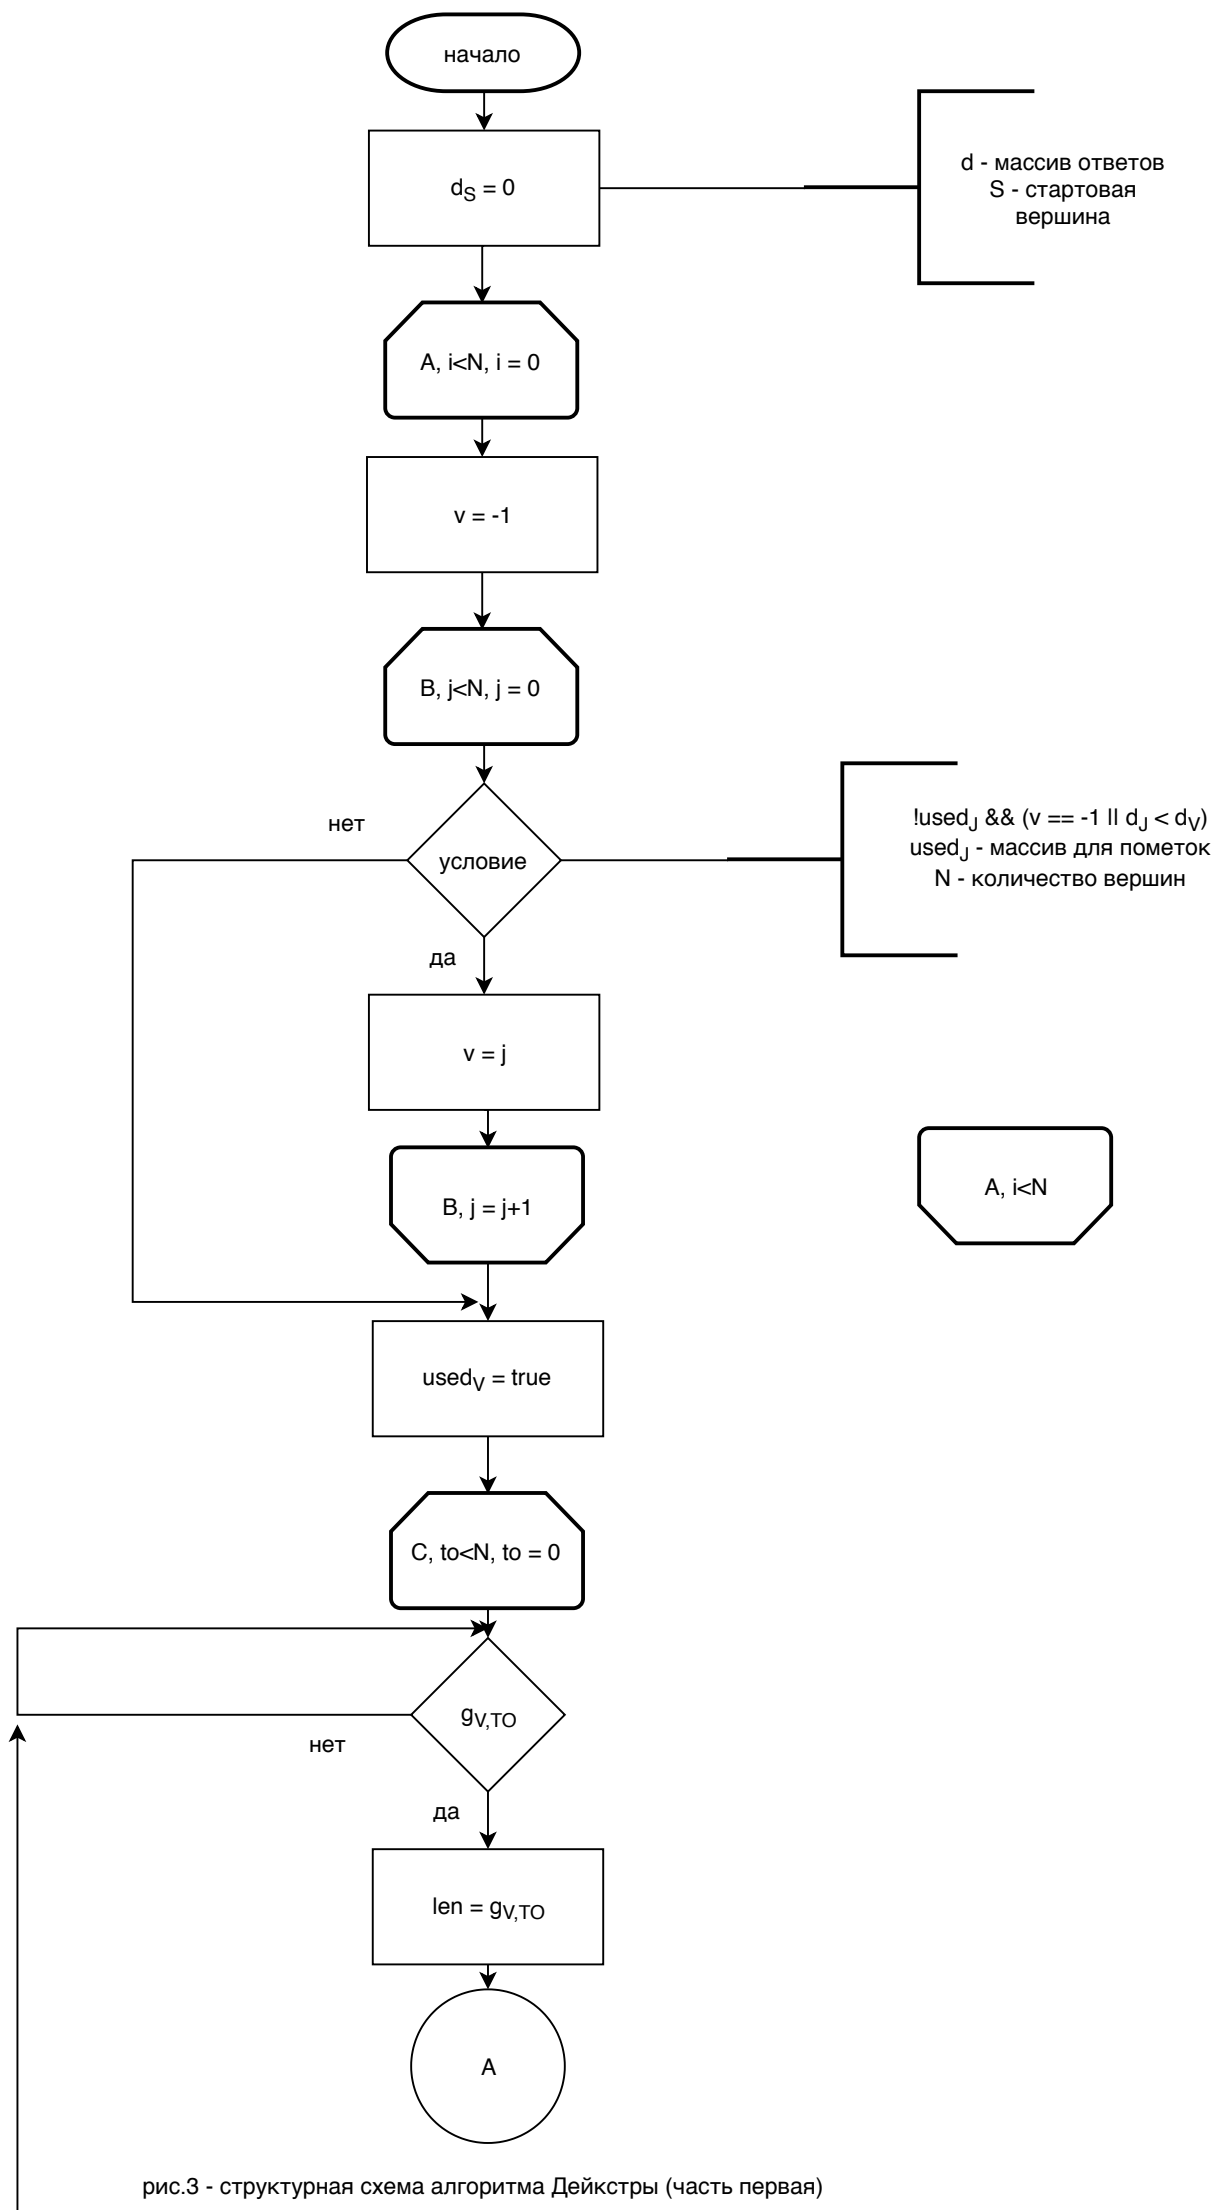 начало
d_S = 0
d - массив ответов
S - стартовая
вершина
A, i<N, i = 0
v = -1
B, j<N, j = 0
нет
условие
!used_J && (v == -1 || d_J < d_V)
used_J - массив для пометок
N - количество вершин
да
v = j
B, j = j+1
A, i<N
used_V = true
C, to<N, to = 0
g_V,TO
нет
да
len = g_V,TO
A
рис.3 - структурная схема алгоритма Дейкстры (часть первая)